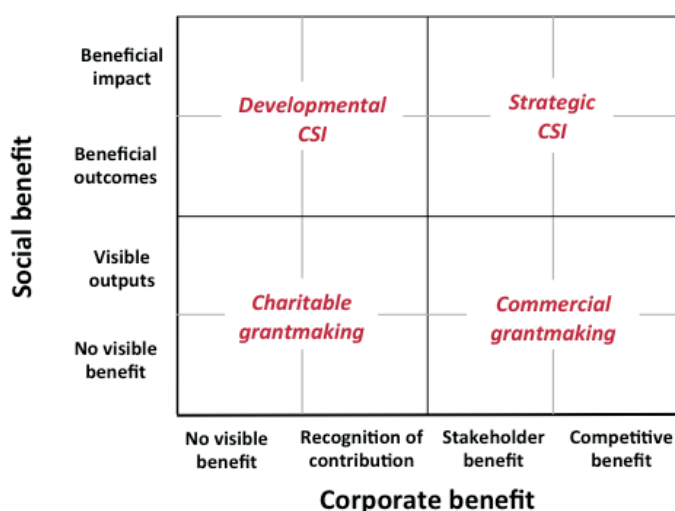 Social benefit
Beneficial
impact
Beneficial
outcomes
Visible
outputs
No visible
benefit
Developmental
CSI
Strategic
CSI
Charitable
grantmaking
Commercial
grantmaking
No visible
benefit
Recognition of
contribution
Stakeholder
benefit
Competitive
benefit
Corporate benefit